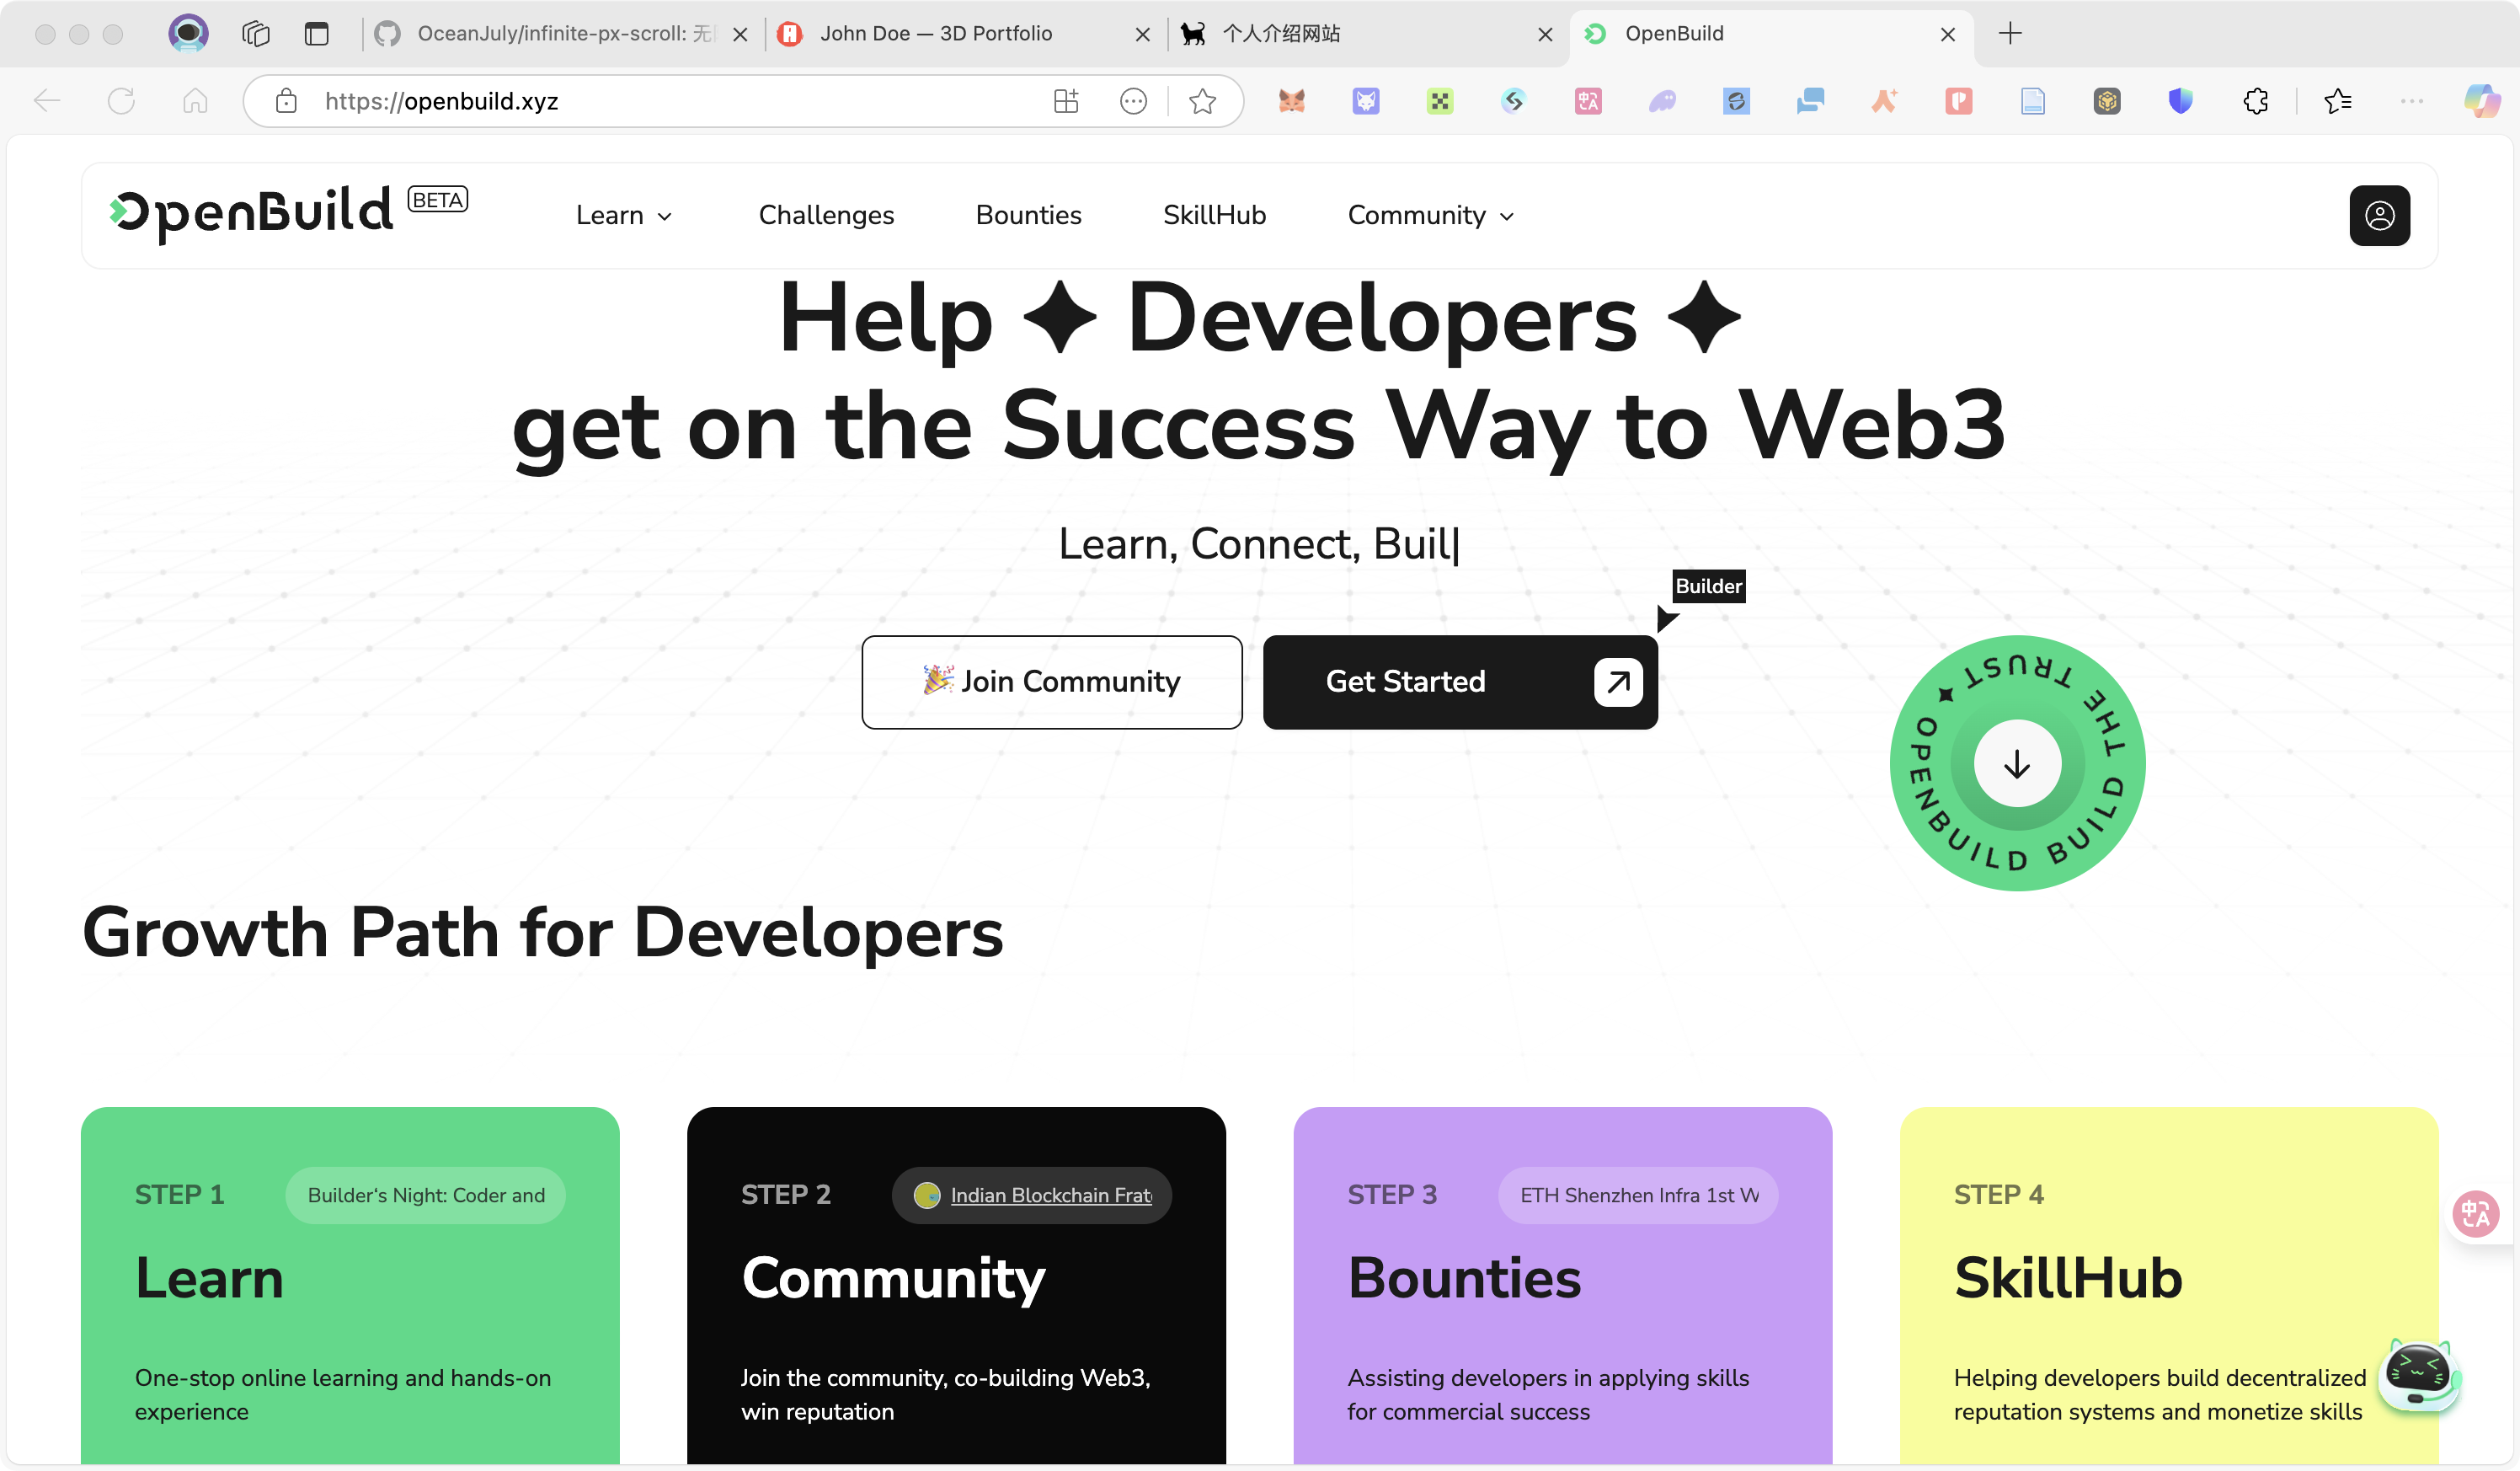 OceanJuly/infinite-px-scroll: 无
John Doe — 3D Portfolio
个人介绍网站
OpenBuild
https://openbuild.xyz
OpenBuild BETA
Learn
Challenges
Bounties
SkillHub
Community
Help ✦ Developers ✦
get on the Success Way to Web3
Learn, Connect, Buil|
Builder
🎉 Join Community
Get Started
OPENBUILD BUILD THE TRUST ✦
Growth Path for Developers
STEP 1
Builder‘s Night: Coder and
Learn
One-stop online learning and hands-on
experience
STEP 2
Indian Blockchain Frat
Community
Join the community, co-building Web3,
win reputation
STEP 3
ETH Shenzhen Infra 1st W
Bounties
Assisting developers in applying skills
for commercial success
STEP 4
SkillHub
Helping developers build decentralized
reputation systems and monetize skills